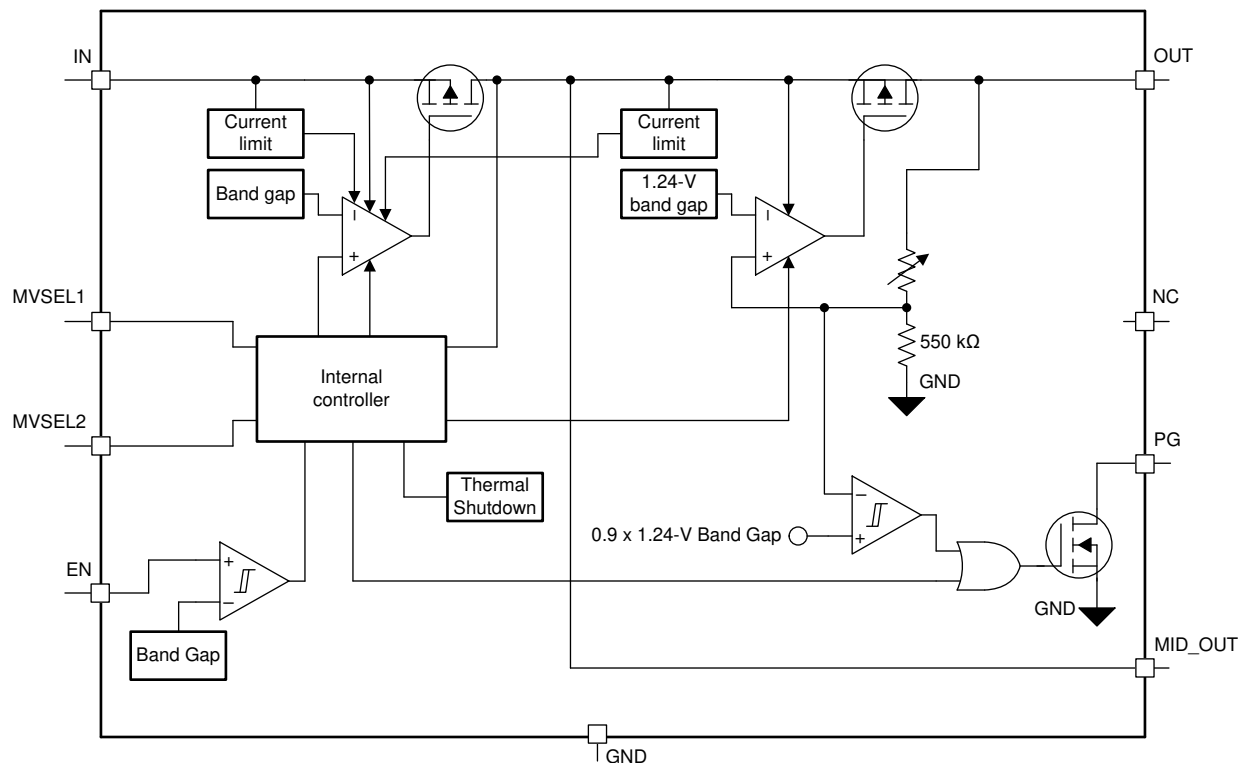 IN
OUT
Current
limit
Current
limit
Band gap
1.24-V
band gap
MVSEL1
NC
550 kΩ
GND
Internal
controller
MVSEL2
PG
Thermal
Shutdown
0.9 x 1.24-V Band Gap
EN
GND
Band Gap
MID_OUT
GND